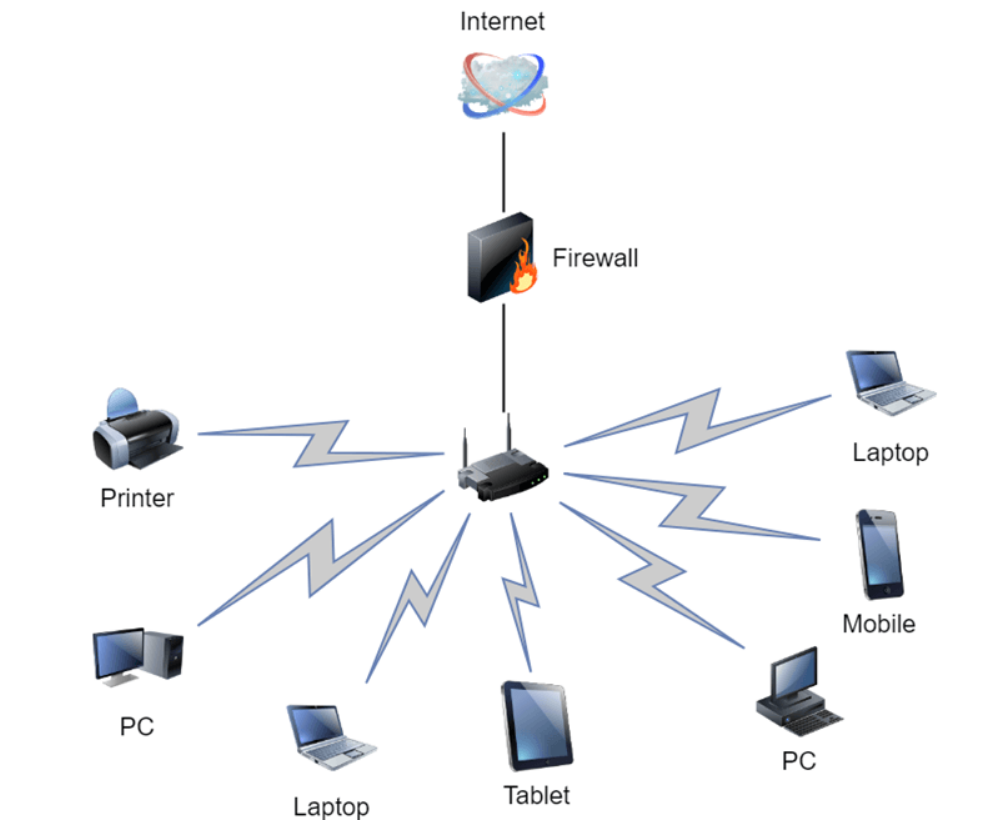 Internet
Firewall
Laptop
Printer
Mobile
PC
PC
Tablet
Laptop